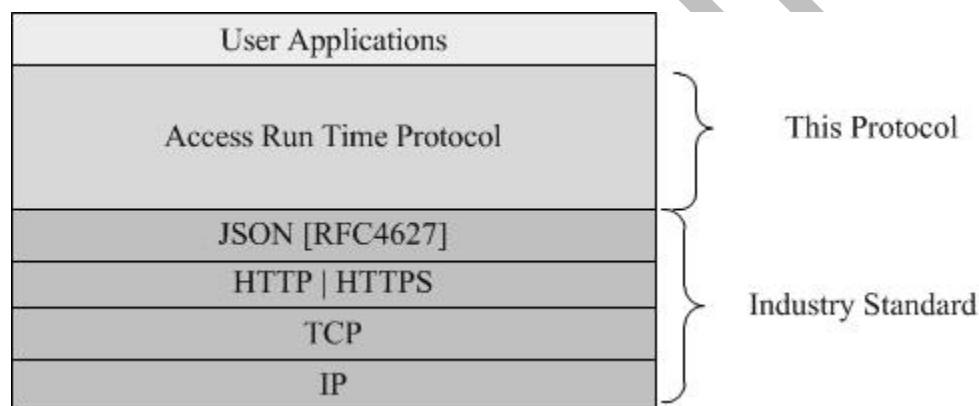 User Applications
Access Run Time Protocol
This Protocol
JSON [RFC4627]
HTTP | HTTPS
TCP
IP
Industry Standard